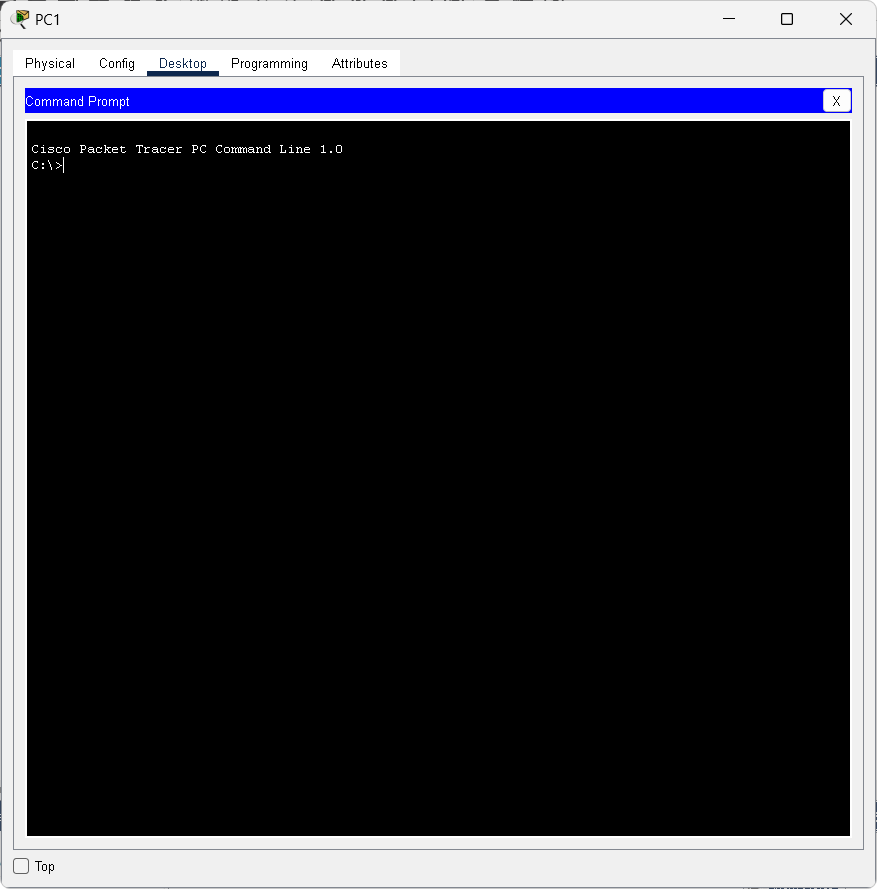 PC1
Physical Config Desktop Programming Attributes
Command Prompt X
Cisco Packet Tracer PC Command Line 1.0
C:\>
Top